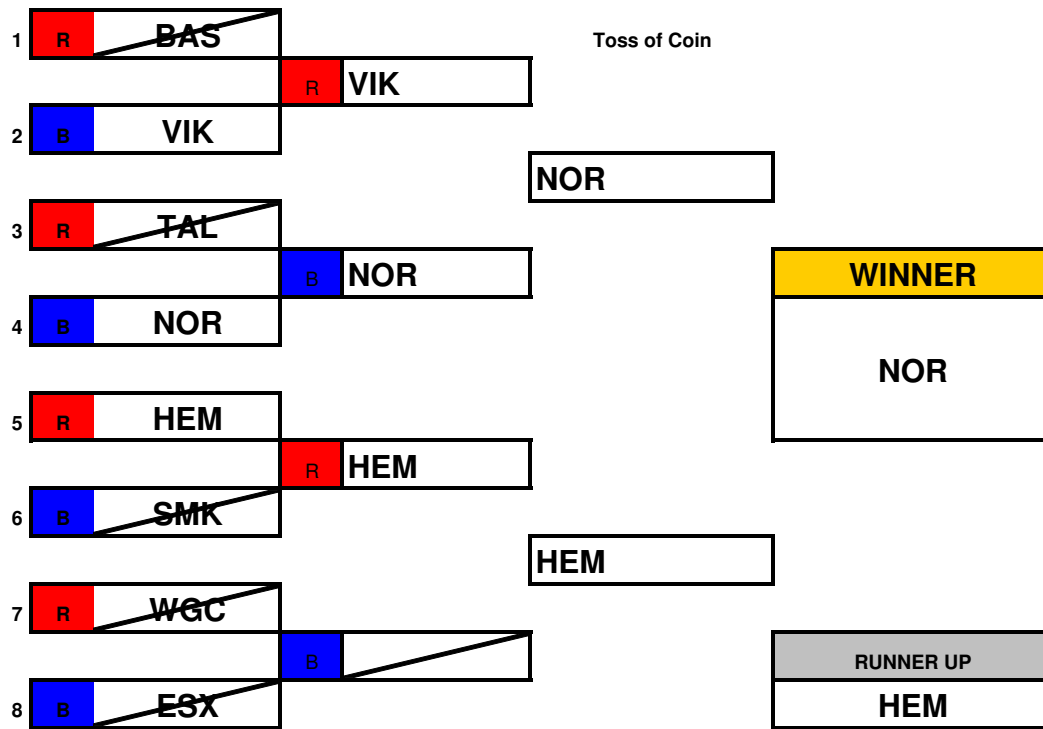 1 R BAS
Toss of Coin
R VIK
2 B VIK
NOR
3 R TAL
B NOR
WINNER
4 B NOR
NOR
5 R HEM
R HEM
6 B SMK
HEM
7 R WGC
B
RUNNER UP
8 B ESX
HEM